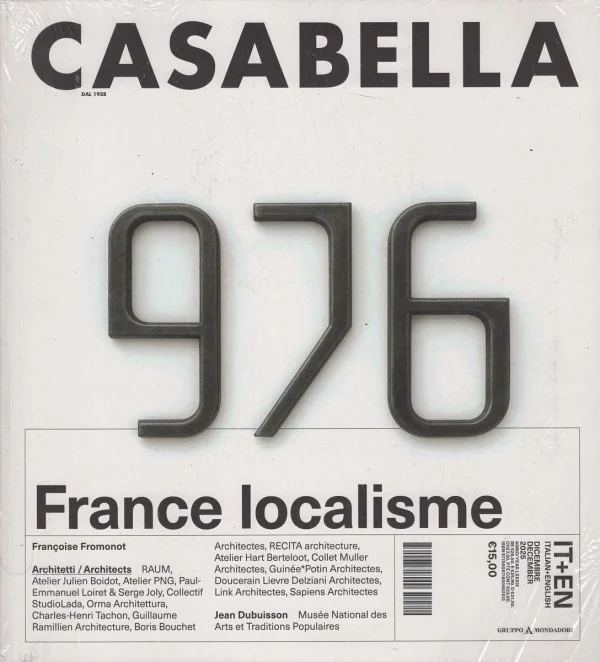 CASABELLA
DAL 1928
976
France localisme
Françoise Fromonot
Architetti / Architects RAUM,
Atelier Julien Boidot, Atelier PNG, Paul-
Emmanuel Loiret & Serge Joly, Collectif
StudioLada, Orma Architettura,
Charles-Henri Tachon, Guillaume
Ramillien Architecture, Boris Bouchet
Architectes, RECITA architecture,
Atelier Hart Berteloot, Collet Muller
Architectes, Guinée*Potin Architectes,
Doucerain Lievre Delziani Architectes,
Link Architectes, Sapiens Architectes
Jean Dubuisson Musée National des
Arts et Traditions Populaires
IT+EN
ITALIAN+ENGLISH
DICEMBRE
DECEMBER
2025
€15,00
GRUPPO MONDADORI